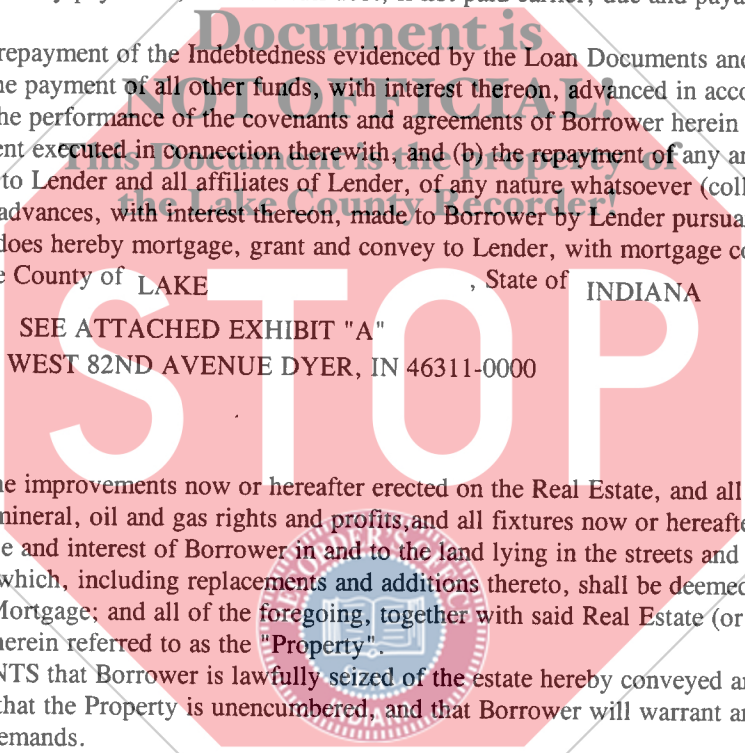 Document is
repayment of the Indebtedness evidenced by the Loan Documents and
NOT OFFICIAL!
payment of all other funds, with interest thereon, advanced in acco
the performance of the covenants and agreements of Borrower herein
This Document is the property of
ent executed in connection therewith, and (b) the repayment of any an
to Lender and all affiliates of Lender, of any nature whatsoever (coll
the Lake County Recorder!
advances, with interest thereon, made to Borrower by Lender pursua
does hereby mortgage, grant and convey to Lender, with mortgage co
County of LAKE , State of INDIANA
STOP
SEE ATTACHED EXHIBIT "A"
WEST 82ND AVENUE DYER, IN 46311-0000
improvements now or hereafter erected on the Real Estate, and all
mineral, oil and gas rights and profits,and all fixtures now or hereafte
e and interest of Borrower in and to the land lying in the streets and
which, including replacements and additions thereto, shall be deemed
Mortgage; and all of the foregoing, together with said Real Estate (or
herein referred to as the "Property".
NTS that Borrower is lawfully seized of the estate hereby conveyed an
that the Property is unencumbered, and that Borrower will warrant an
emands.